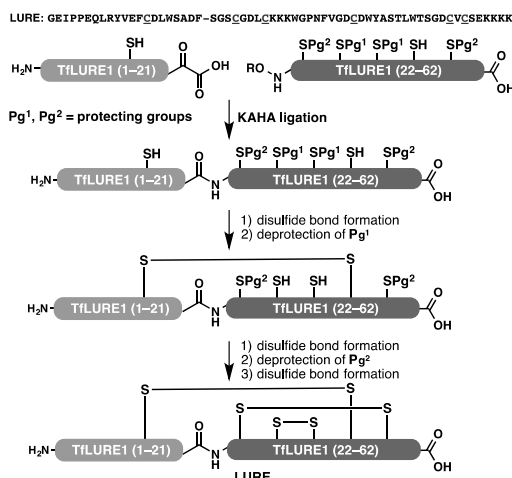 LURE: GEIPPEQLRYVEFCDLWSADF-SGSCGDLCKKKWGPNFVGDCDWYASTLWTSGDCVCSEKKKK
SH O SPg² SPg¹ SPg¹ SH SPg²
H₂N TfLURE1 (1–21) OH O RO N H TfLURE1 (22–62) O OH
Pg¹, Pg² = protecting groups KAHA ligation
SH O SPg² SPg¹ SPg¹ SH SPg²
H₂N TfLURE1 (1–21) N H TfLURE1 (22–62) O OH
1) disulfide bond formation
2) deprotection of Pg¹
S S
O SPg² SH SH SPg²
H₂N TfLURE1 (1–21) N H TfLURE1 (22–62) O OH
1) disulfide bond formation
2) deprotection of Pg²
3) disulfide bond formation
S S
S S
O S S
H₂N TfLURE1 (1–21) N H TfLURE1 (22–62) O OH
LURE